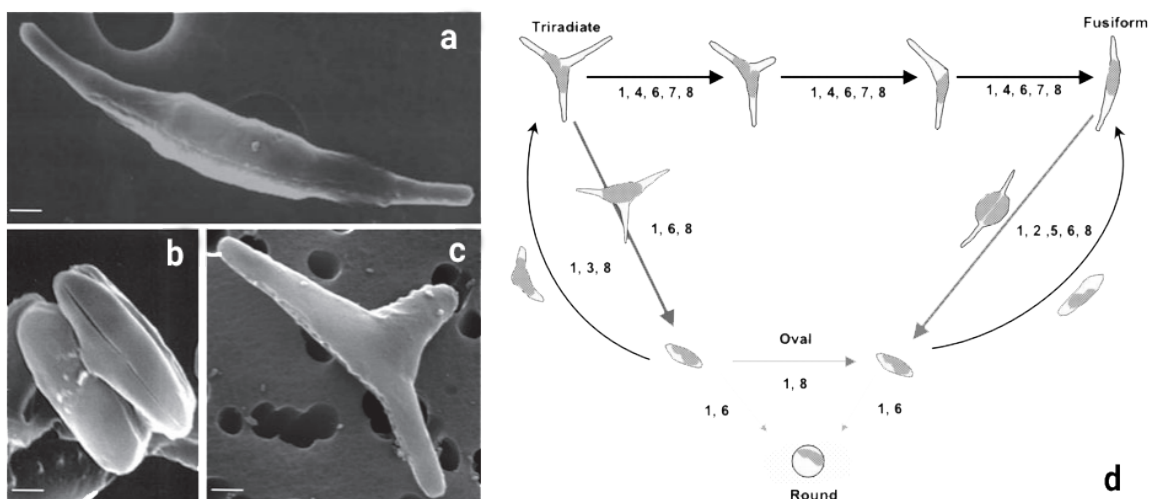 a
b
c
Triradiate
Fusiform
1, 4, 6, 7, 8
1, 4, 6, 7, 8
1, 4, 6, 7, 8
1, 6, 8
1, 2 ,5, 6, 8
1, 3, 8
Oval
1, 8
1, 6
1, 6
Round
d